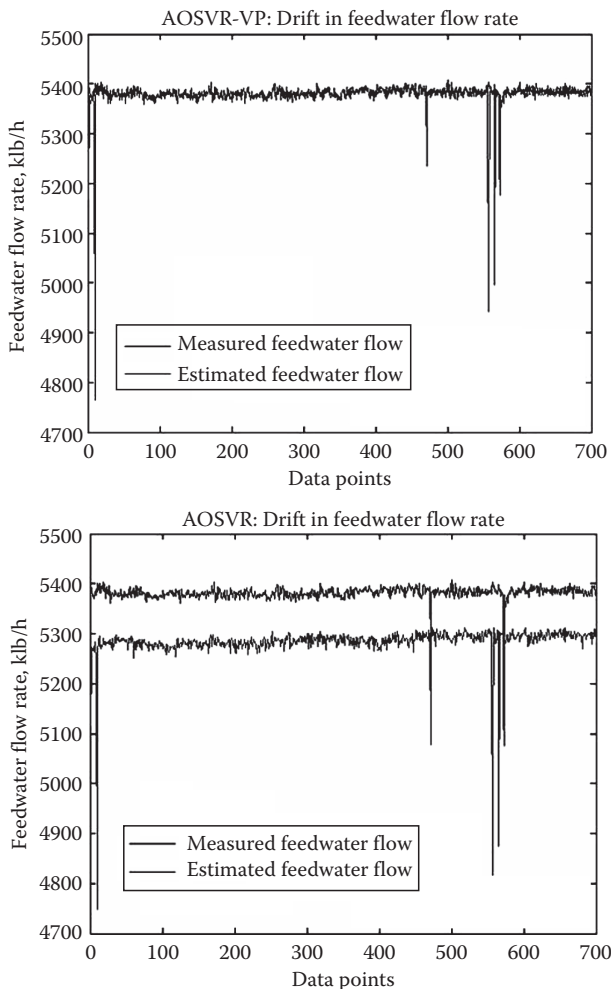 AOSVR-VP: Drift in feedwater flow rate
5500
5400
5300
5200
5100
5000
4900
4800
4700
Feedwater flow rate, klb/h
Measured feedwater flow
Estimated feedwater flow
0 100 200 300 400 500 600 700
Data points
AOSVR: Drift in feedwater flow rate
5500
5400
5300
5200
5100
5000
4900
4800
4700
Feedwater flow rate, klb/h
Measured feedwater flow
Estimated feedwater flow
0 100 200 300 400 500 600 700
Data points